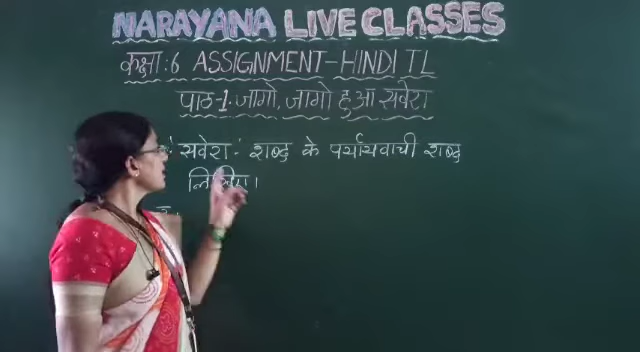 NARAYANA LIVE CLASSES
कक्षा:6 ASSIGNMENT-HINDI TL
पाठ-1: जागो, जागो हुआ सवेरा
'सवेरा' शब्द के पर्यायवाची शब्द
लिखिए।